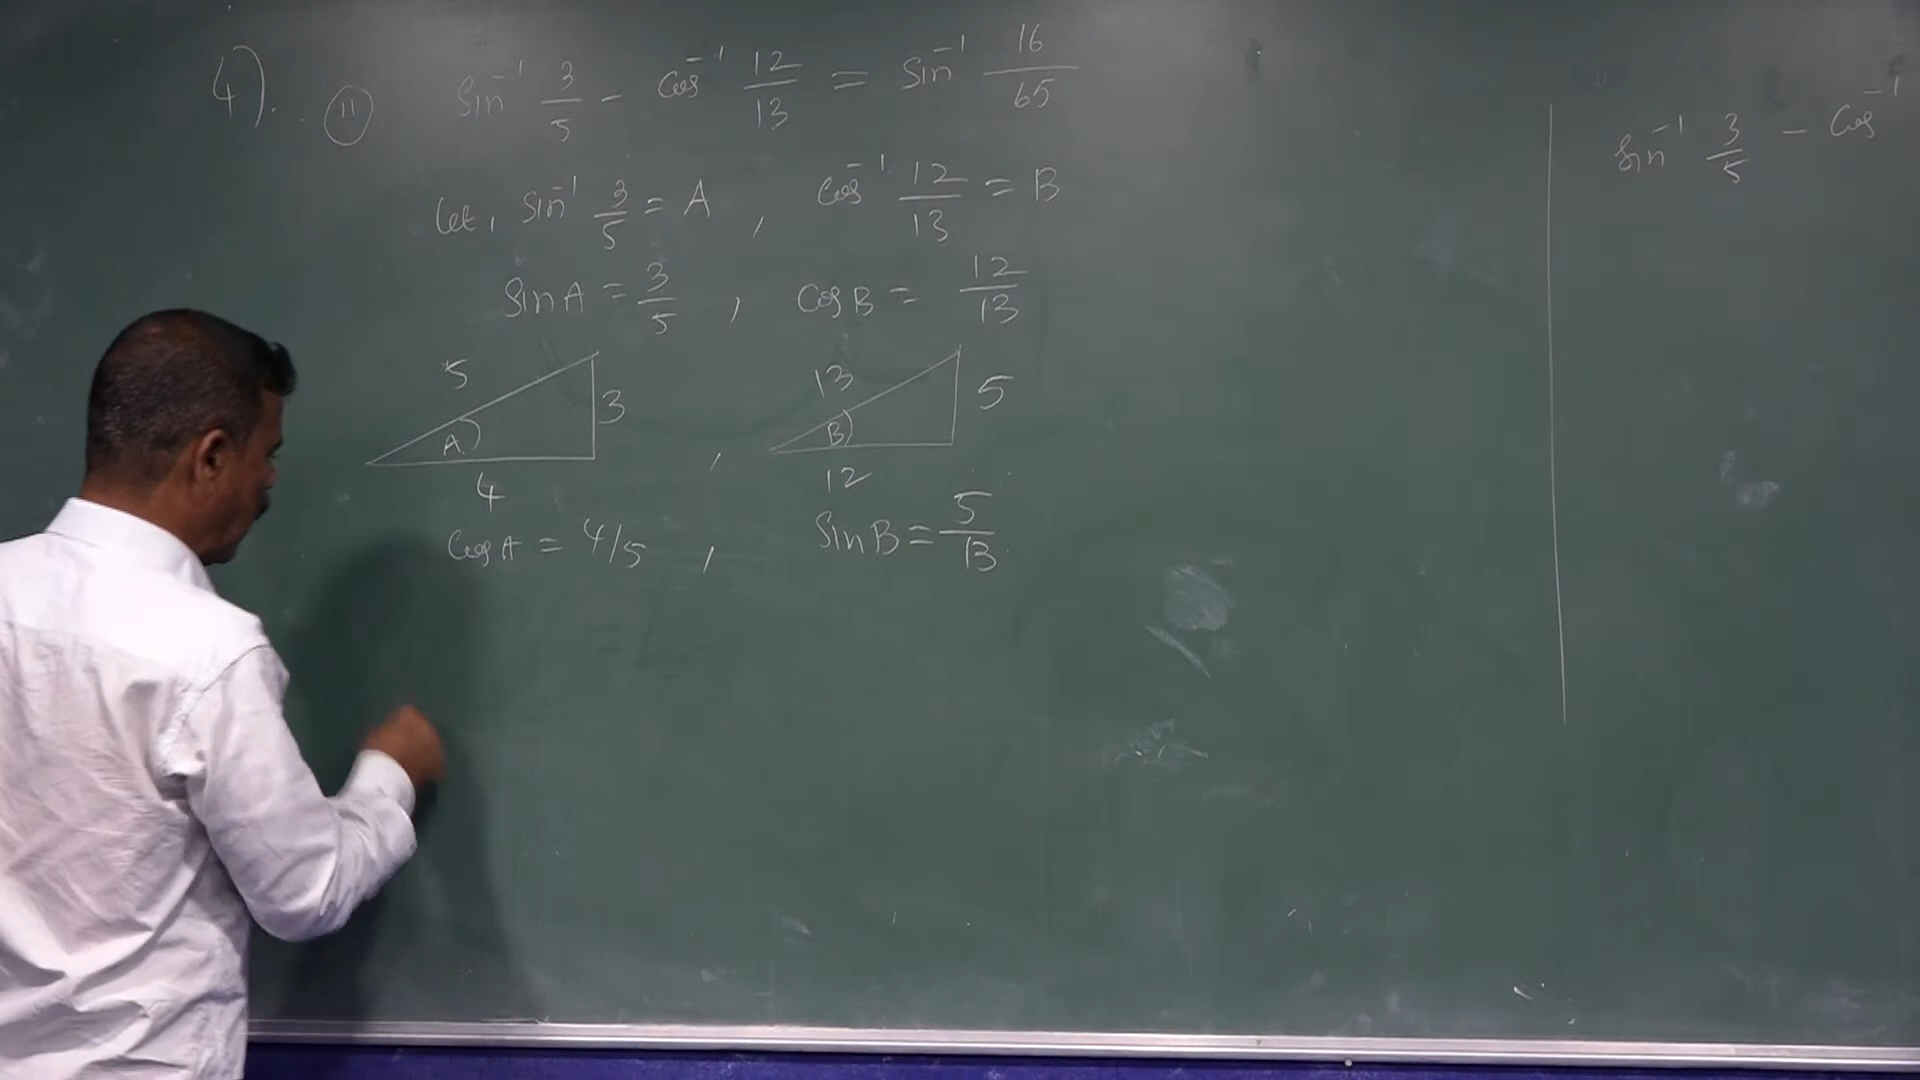 4). (ii) Sin⁻¹ 3/5 - Cos⁻¹ 12/13 = Sin⁻¹ 16/65
Let, Sin⁻¹ 3/5 = A , Cos⁻¹ 12/13 = B
Sin A = 3/5 , Cos B = 12/13
5 3 A 4
, 13 5 B 12
Cos A = 4/5 , Sin B = 5/13
Sin⁻¹ 3/5 - Cos⁻¹